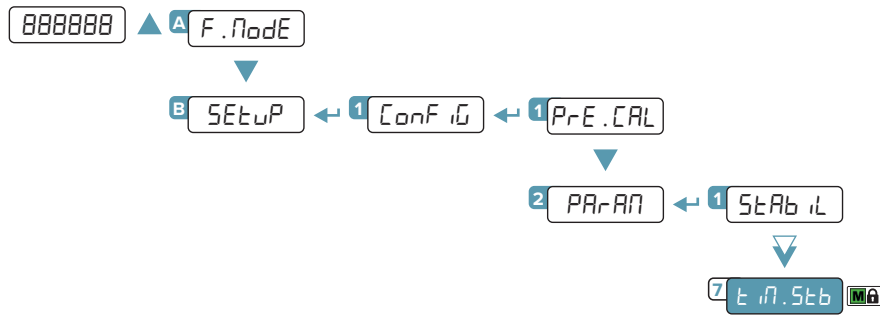 888888 A F.ModE
B SEtuP 1 ConFiG 1 PrE.CAL
2 PArAM 1 StAbiL
7 tiM.Stb M